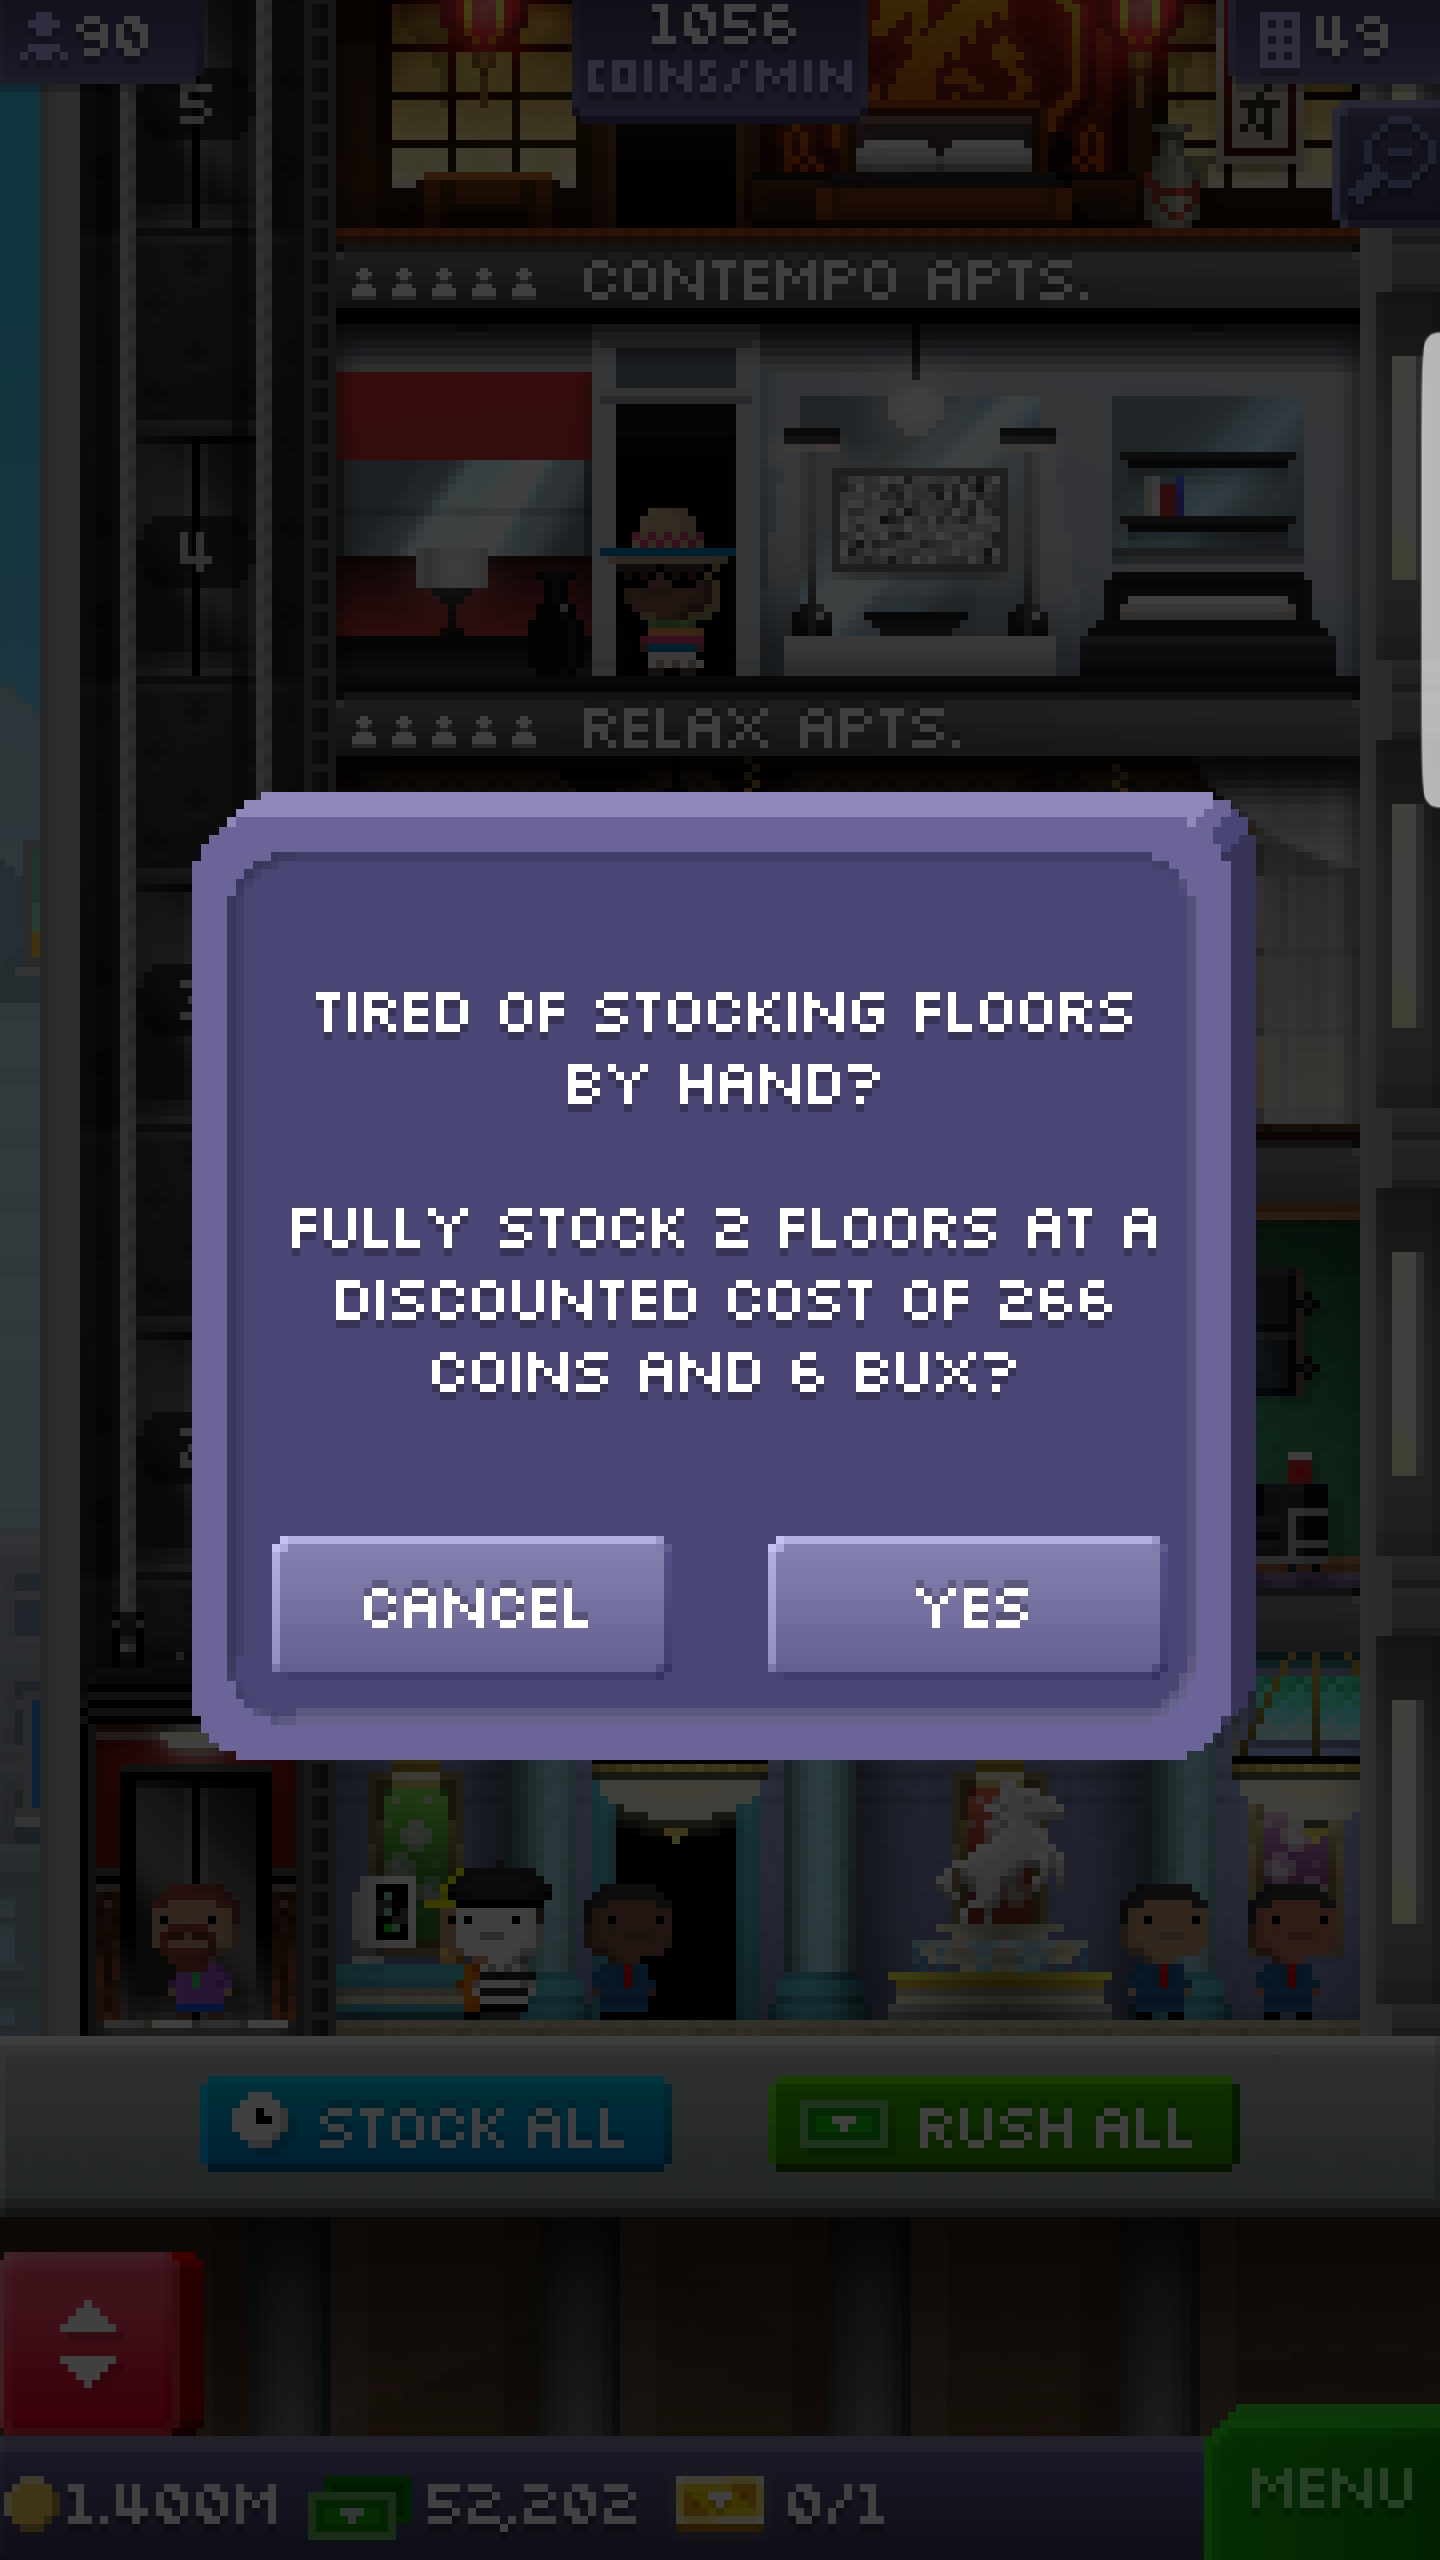 90
1056
COINS/MIN
49
5
CONTEMPO APTS.
4
RELAX APTS.
TIRED OF STOCKING FLOORS
BY HAND?
FULLY STOCK 2 FLOORS AT A
DISCOUNTED COST OF 266
COINS AND 6 BUX?
CANCEL
YES
STOCK ALL
RUSH ALL
1.400M
52,202
0/1
MENU